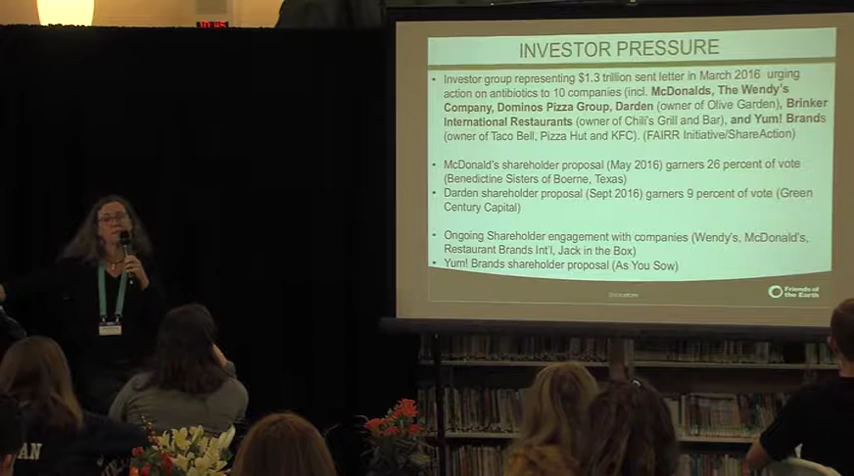 INVESTOR PRESSURE
• Investor group representing $1.3 trillion sent letter in March 2016 urging
action on antibiotics to 10 companies (incl. McDonalds, The Wendy's
Company, Dominos Pizza Group, Darden (owner of Olive Garden), Brinker
International Restaurants (owner of Chili's Grill and Bar), and Yum! Brands
(owner of Taco Bell, Pizza Hut and KFC). (FAIRR Initiative/ShareAction)
• McDonald's shareholder proposal (May 2016) garners 26 percent of vote
(Benedictine Sisters of Boerne, Texas)
• Darden shareholder proposal (Sept 2016) garners 9 percent of vote (Green
Century Capital)
• Ongoing Shareholder engagement with companies (Wendy's, McDonald's,
Restaurant Brands Int'l, Jack in the Box)
• Yum! Brands shareholder proposal (As You Sow)
Friends of
the Earth